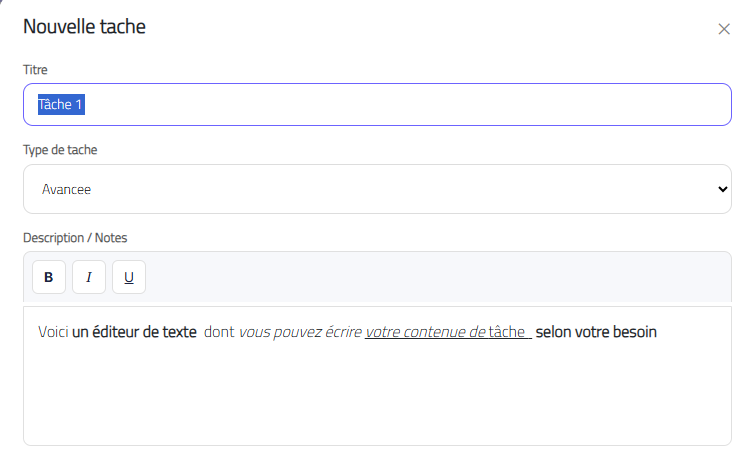 Nouvelle tache
Titre
Tâche 1
Type de tache
Avancee
Description / Notes
B I U
Voici un éditeur de texte dont vous pouvez écrire votre contenue de tâche selon votre besoin